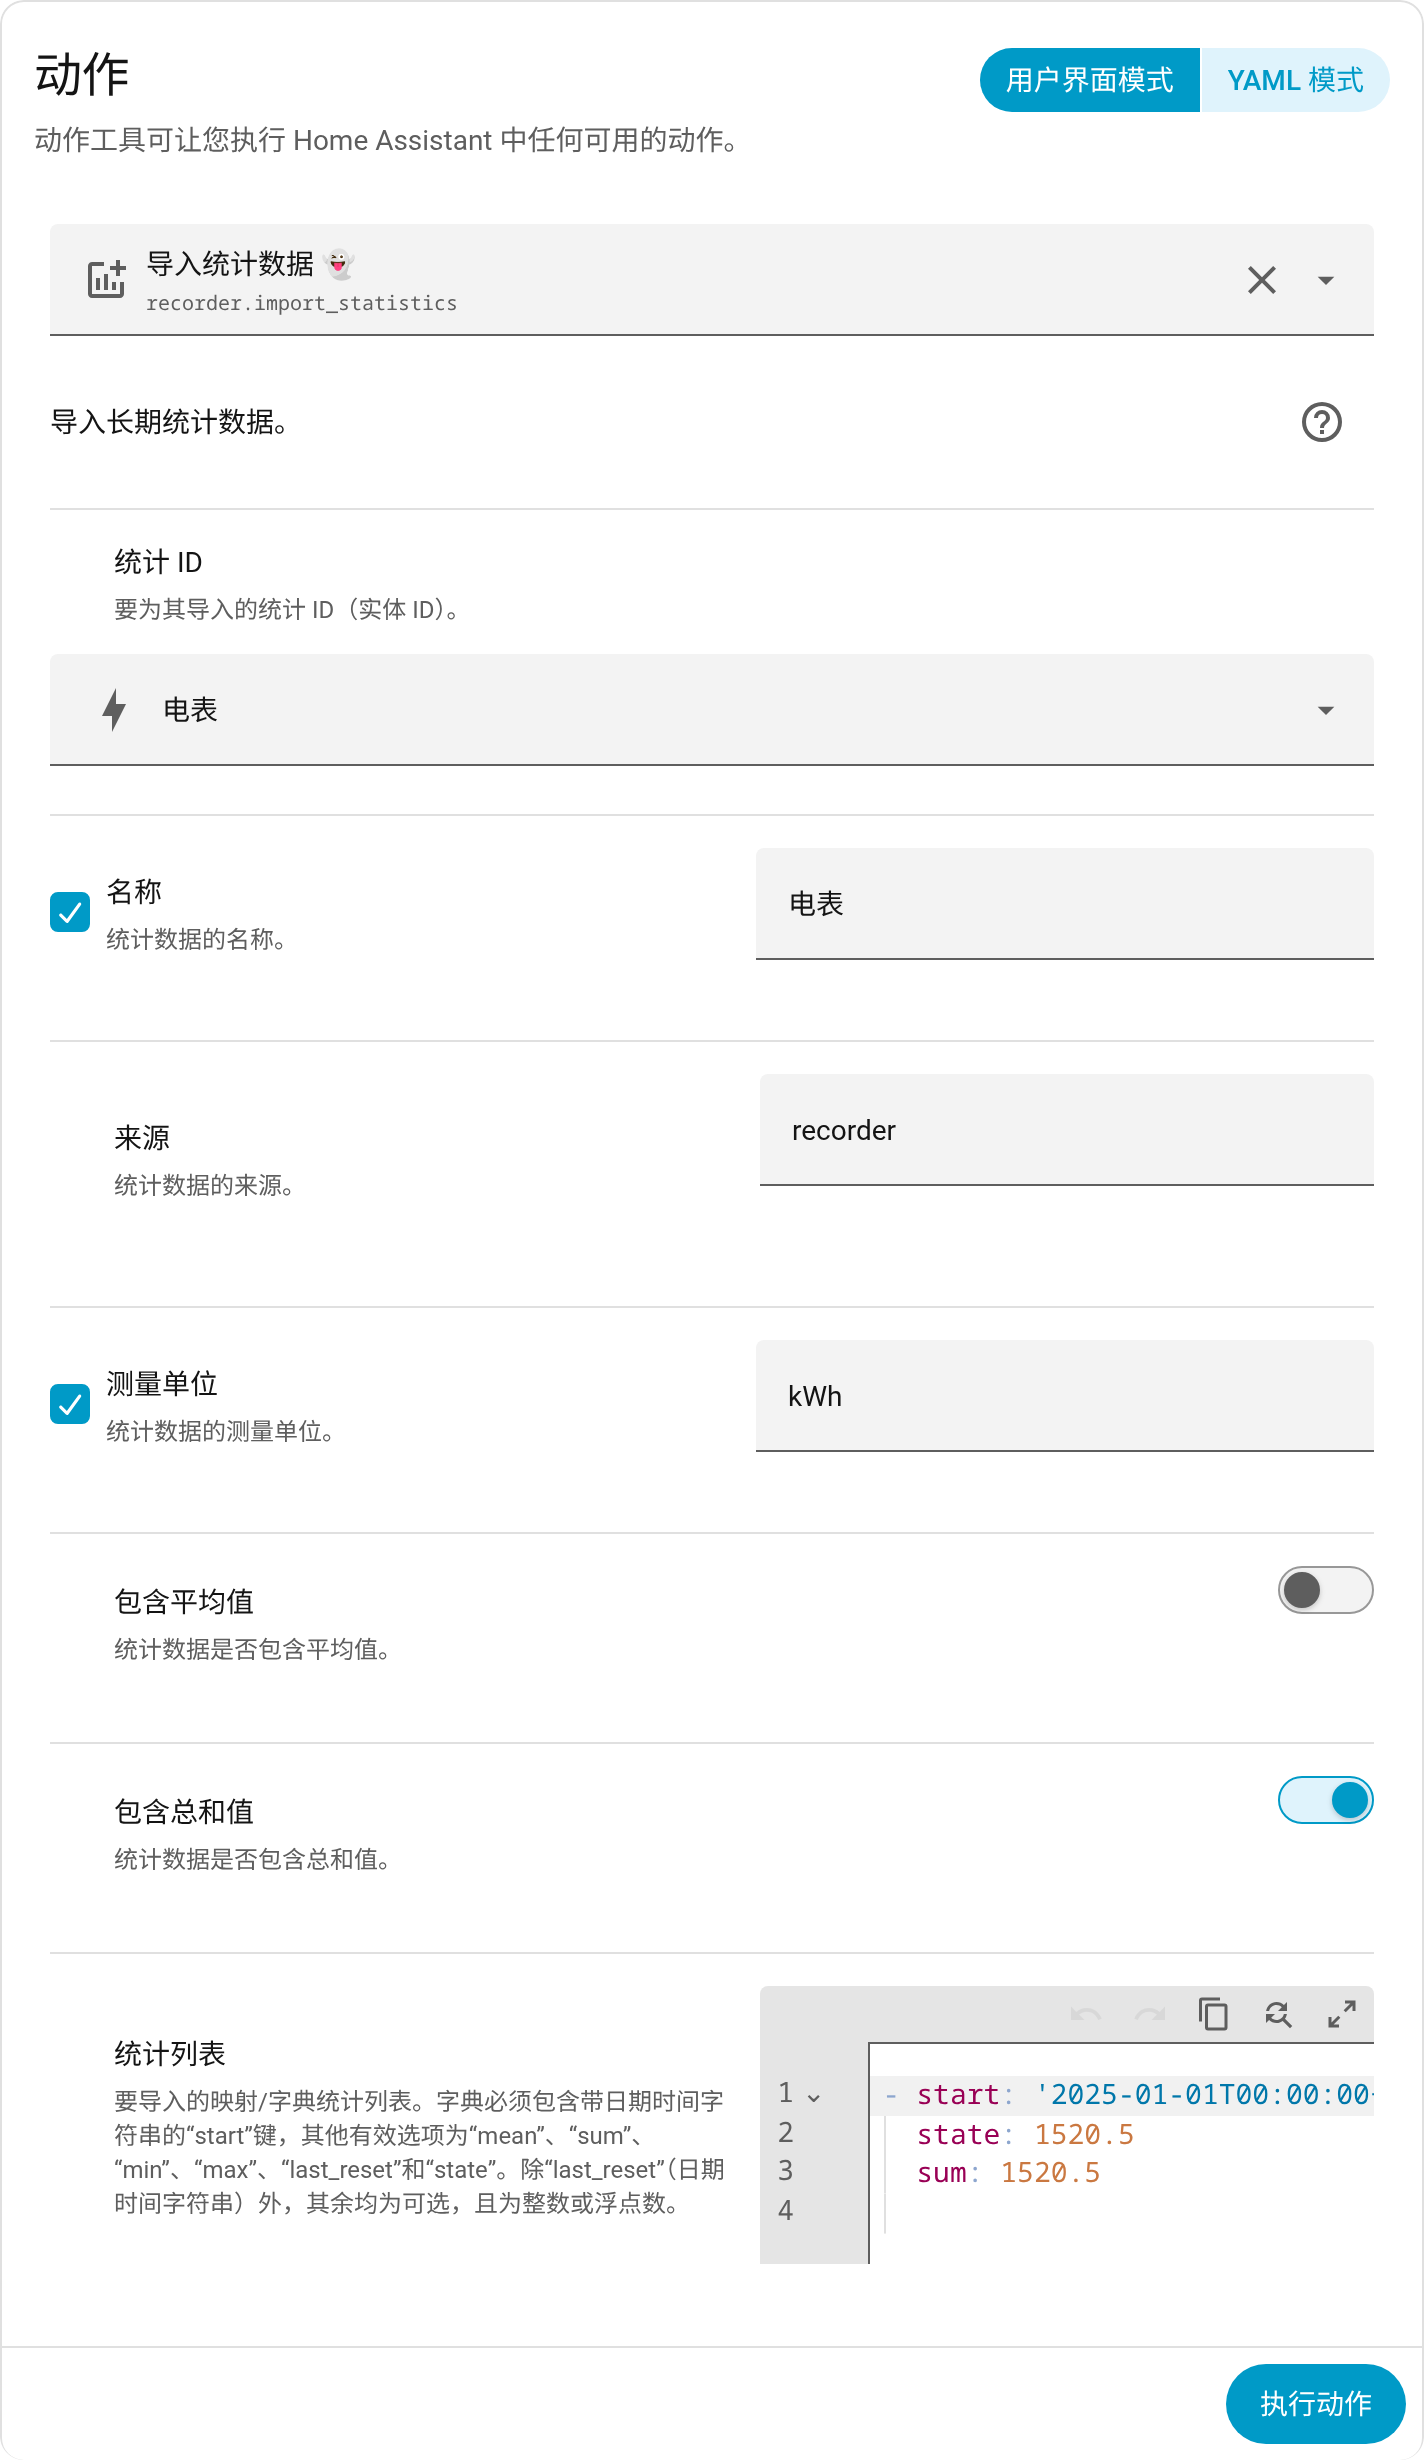 动作
用户界面模式
YAML 模式
动作工具可让您执行 Home Assistant 中任何可用的动作。
导入统计数据 👻
recorder.import_statistics
导入长期统计数据。
统计 ID
要为其导入的统计 ID（实体 ID）。
电表
名称
统计数据的名称。
电表
来源
统计数据的来源。
recorder
测量单位
统计数据的测量单位。
kWh
包含平均值
统计数据是否包含平均值。
包含总和值
统计数据是否包含总和值。
统计列表
要导入的映射/字典统计列表。字典必须包含带日期时间字
符串的“start”键，其他有效选项为“mean”、“sum”、
“min”、“max”、“last_reset”和“state”。除“last_reset”（日期
时间字符串）外，其余均为可选，且为整数或浮点数。
1 - start: '2025-01-01T00:00:00
2 state: 1520.5
3 sum: 1520.5
4
执行动作